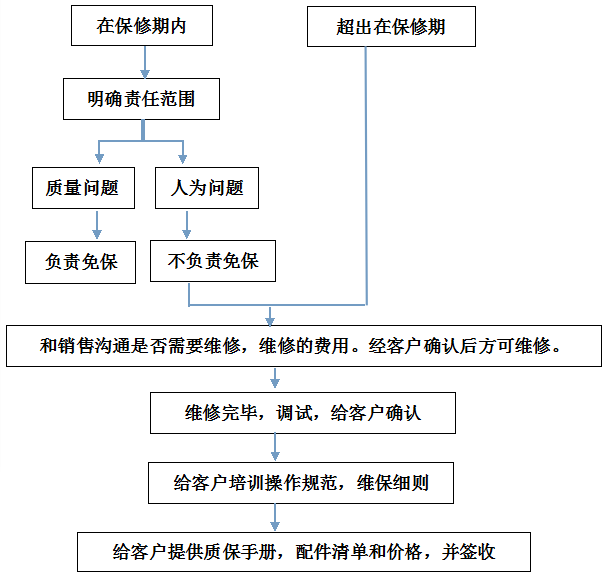 在保修期内
超出在保修期
明确责任范围
质量问题
人为问题
负责免保
不负责免保
和销售沟通是否需要维修，维修的费用。经客户确认后方可维修。
维修完毕，调试，给客户确认
给客户培训操作规范，维保细则
给客户提供质保手册，配件清单和价格，并签收